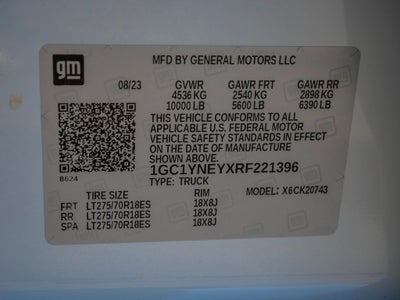 gm
MFD BY GENERAL MOTORS LLC
08/23 GVWR GAWR FRT GAWR RR
4536 KG 2540 KG 2898 KG
10000 LB 5600 LB 6390 LB
THIS VEHICLE CONFORMS TO ALL
APPLICABLE U.S. FEDERAL MOTOR
VEHICLE SAFETY STANDARDS IN EFFECT
ON THE DATE OF MANUFACTURE
SHOWN ABOVE.
1GC1YNEYXRF221396
B624 TYPE: TRUCK
TIRE SIZE RIM MODEL: X6CK20743
FRT LT275/70R18ES 18X8J
RR LT275/70R18ES 18X8J
SPA LT275/70R18ES 18X8J